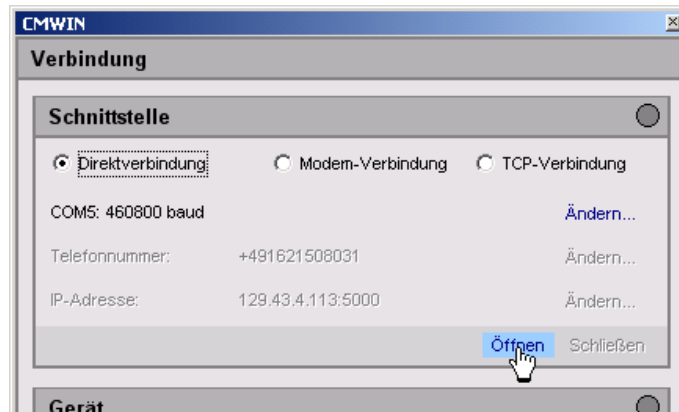 CMWIN
Verbindung
Schnittstelle
Direktverbindung Modem-Verbindung TCP-Verbindung
COM5: 460800 baud Ändern...
Telefonnummer: +491621508031 Ändern...
IP-Adresse: 129.43.4.113:5000 Ändern...
Öffnen Schließen
Gerät